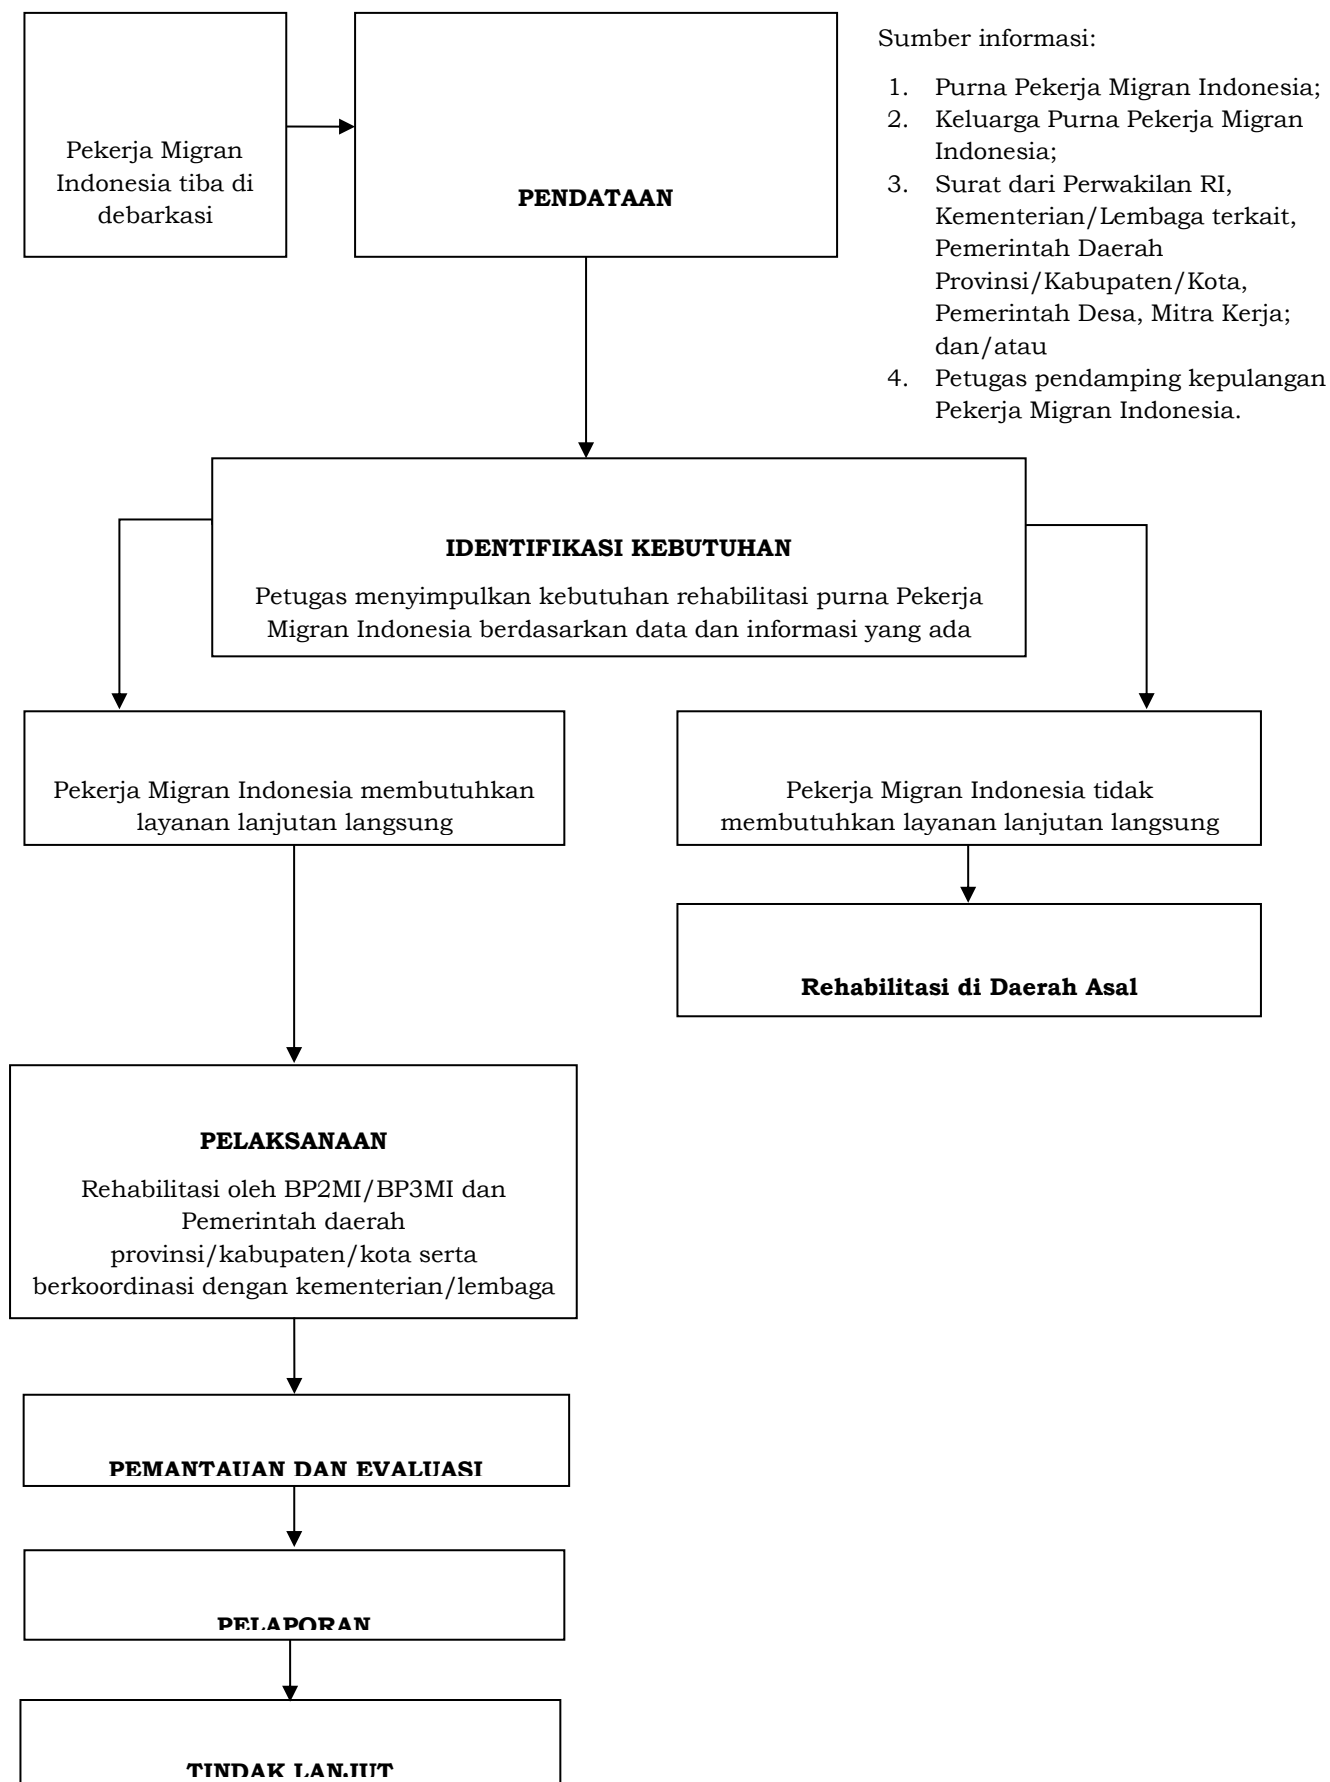 Pekerja Migran
Indonesia tiba di
debarkasi
PENDATAAN
Sumber informasi:
1. Purna Pekerja Migran Indonesia;
2. Keluarga Purna Pekerja Migran
Indonesia;
3. Surat dari Perwakilan RI,
Kementerian/Lembaga terkait,
Pemerintah Daerah
Provinsi/Kabupaten/Kota,
Pemerintah Desa, Mitra Kerja;
dan/atau
4. Petugas pendamping kepulangan
Pekerja Migran Indonesia.
IDENTIFIKASI KEBUTUHAN
Petugas menyimpulkan kebutuhan rehabilitasi purna Pekerja
Migran Indonesia berdasarkan data dan informasi yang ada
Pekerja Migran Indonesia membutuhkan
layanan lanjutan langsung
Pekerja Migran Indonesia tidak
membutuhkan layanan lanjutan langsung
Rehabilitasi di Daerah Asal
PELAKSANAAN
Rehabilitasi oleh BP2MI/BP3MI dan
Pemerintah daerah
provinsi/kabupaten/kota serta
berkoordinasi dengan kementerian/lembaga
PEMANTAUAN DAN EVALUASI
PELAPORAN
TINDAK LANJUT